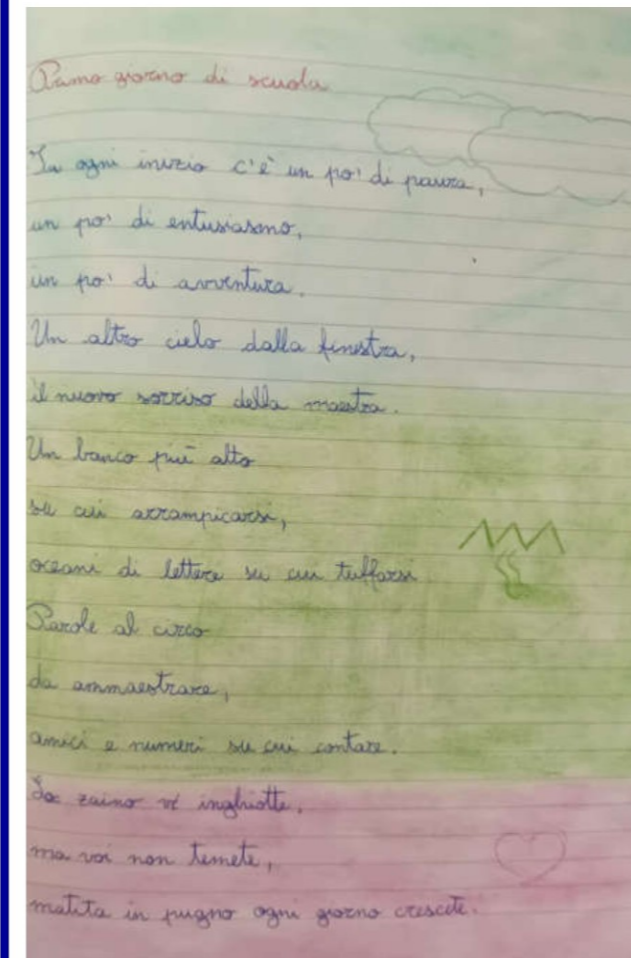 Primo giorno di scuola
In ogni inizio c'è un po' di paura,
un po' di entusiasmo,
un po' di avventura.
Un altro cielo dalla finestra,
il nuovo sorriso della maestra.
Un banco più alto
su cui arrampicarsi,
oceani di lettere su cui tuffarsi
Parole al circo
da ammaestrare,
amici e numeri su cui contare.
Lo zaino vi inghiotte,
ma voi non temete,
matita in pugno ogni giorno crescete.